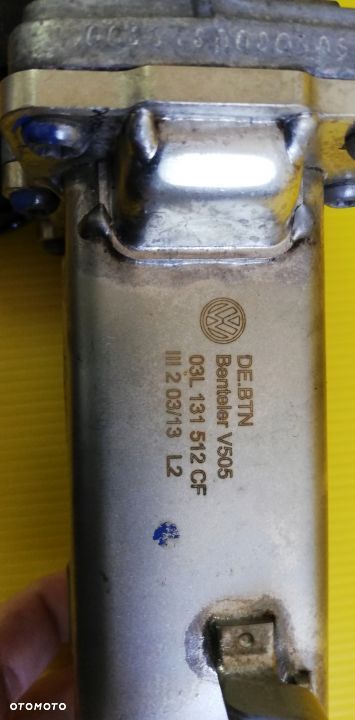 DE.BTN
Benteler V505
03L 131 512 CF
III 2 03/13 L2
OTOMOTO